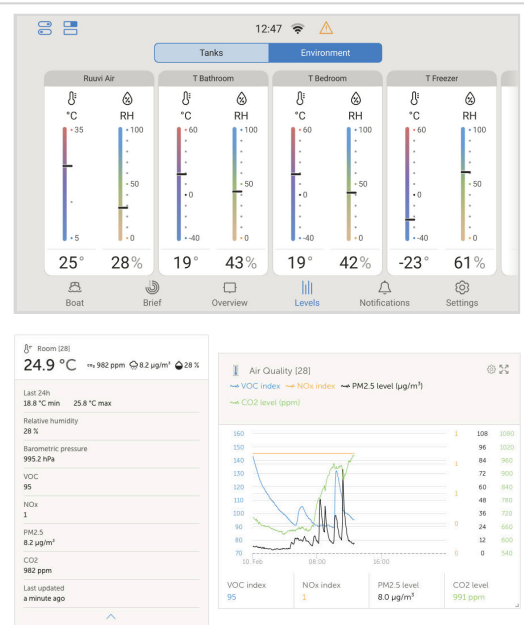 12:47
Tanks Environment
Ruuvi Air T Bathroom T Bedroom T Freezer
°C RH °C RH °C RH °C RH
35 100 60 100 60 100 60 100
50 0 50 0 50 0 50
5 0 -40 0 -40 0 -40 0
25° 28% 19° 43% 19° 42% -23° 61%
Boat Brief Overview Levels Notifications Settings
Room [28]
24.9 °C 982 ppm 8.2 µg/m³ 28 %
Last 24h
18.8 °C min 25.8 °C max
Relative humidity
28 %
Barometric pressure
995.2 hPa
VOC
95
NOx
1
PM2.5
8.2 µg/m³
CO2
982 ppm
Last updated
a minute ago
Air Quality [28]
VOC index NOx index PM2.5 level (µg/m³)
CO2 level (ppm)
160 1 108 1080
150 96 1020
140 1 84 960
130 72 900
120 60 840
110 1 48 780
100 36 720
90 0 24 660
80 12 600
70 0 0 540
10. Feb 08:00 16:00
VOC index NOx index PM2.5 level CO2 level
95 1 8.0 µg/m³ 991 ppm